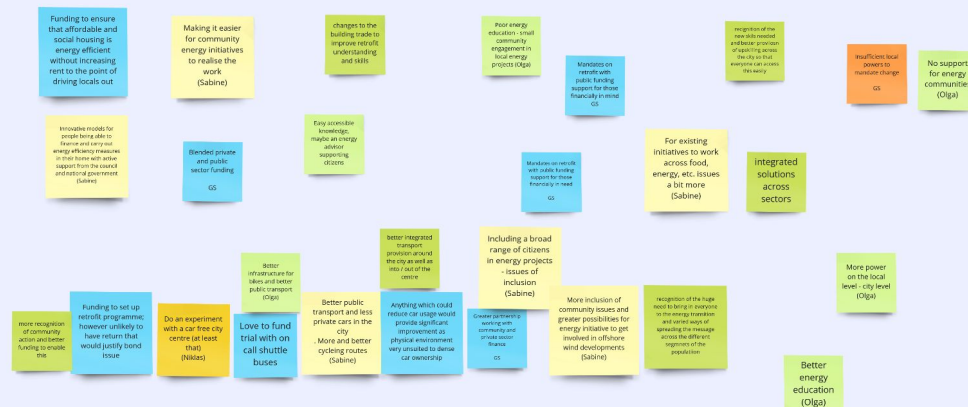 Funding to ensure
that affordable and
social housing is
energy efficient
without increasing
rent to the point of
driving locals out
Making it easier
for community
energy initiatives
to realise the
work
(Sabine)
changes to the
building trade to
improve retrofit
understanding
and skills
Poor energy
education - small
community
engagement in
local energy
projects (Olga)
Mandates on
retrofit with
public funding
support for those
financially in mind
GS
recignition of the
new skills needed
and better provision
of upskilling across
the city so that
everyone can access
this easily
Insufficient local
powers to
mandate change
GS
No support
for energy
communities
(Olga)
Innovative models for
people being able to
finance and carry out
energy efficiency measures
in their home with active
support from the council
and national government
(Sabine)
Blended private
and public
sector funding
GS
Easy accessible
knowledge,
maybe an energy
advisor
supporting
citizens
Mandates on retrofit
with public funding
support for those
financially in need
GS
For existing
initiatives to work
across food,
energy, etc. issues
a bit more
(Sabine)
integrated
solutions
across
sectors
more recognition
of community
action and better
funding to enable
this
Funding to set up
retrofit programme;
however unlikely to
have return that
would justify bond
issue
Do an experiment
with a car free city
centre (at least
that)
(Niklas)
Better
infrastructure for
bikes and better
public transport
(Olga)
Love to fund
trial with on
call shuttle
buses
Better public
transport and less
private cars in the
city
. More and better
cycleing routes
(Sabine)
better integrated
transport
provision around
the city as well as
into / out of the
centre
Anything which could
reduce car usage would
provide significant
improvement as
physical environment
very unsuited to dense
car ownership
Including a broad
range of citizens
in energy projects
- issues of
inclusion
(Sabine)
Greater partnership
working with
community and
private sector
finance
GS
More inclusion of
community issues and
greater possibilities for
energy initiative to get
involved in offshore
wind developments
(Sabine)
recognition of the huge
need to bring in everyone
to the energy transition
and varied ways of
spreading the message
across the different
segments of the
population
More power
on the local
level - city level
(Olga)
Better
energy
education
(Olga)